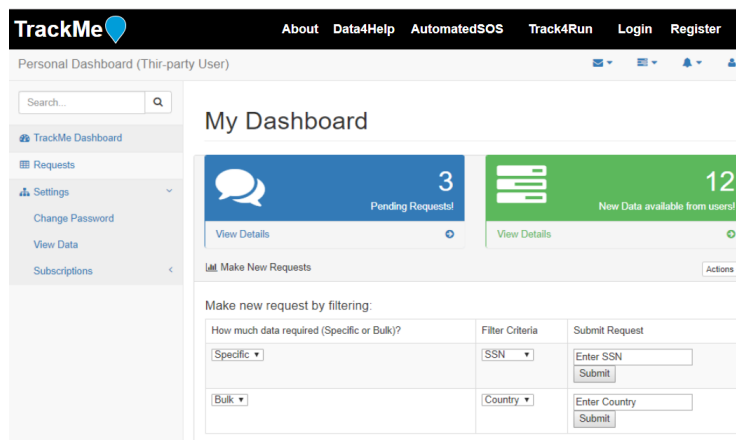 TrackMe About Data4Help AutomatedSOS Track4Run Login Register
Personal Dashboard (Thir-party User)
Search...
TrackMe Dashboard
Requests
Settings
Change Password
View Data
Subscriptions
My Dashboard
3
Pending Requests!
View Details
12
New Data available from users!
View Details
Make New Requests
Actions
Make new request by filtering:
How much data required (Specific or Bulk)? Filter Criteria Submit Request
Specific SSN Enter SSN
Submit
Bulk Country Enter Country
Submit